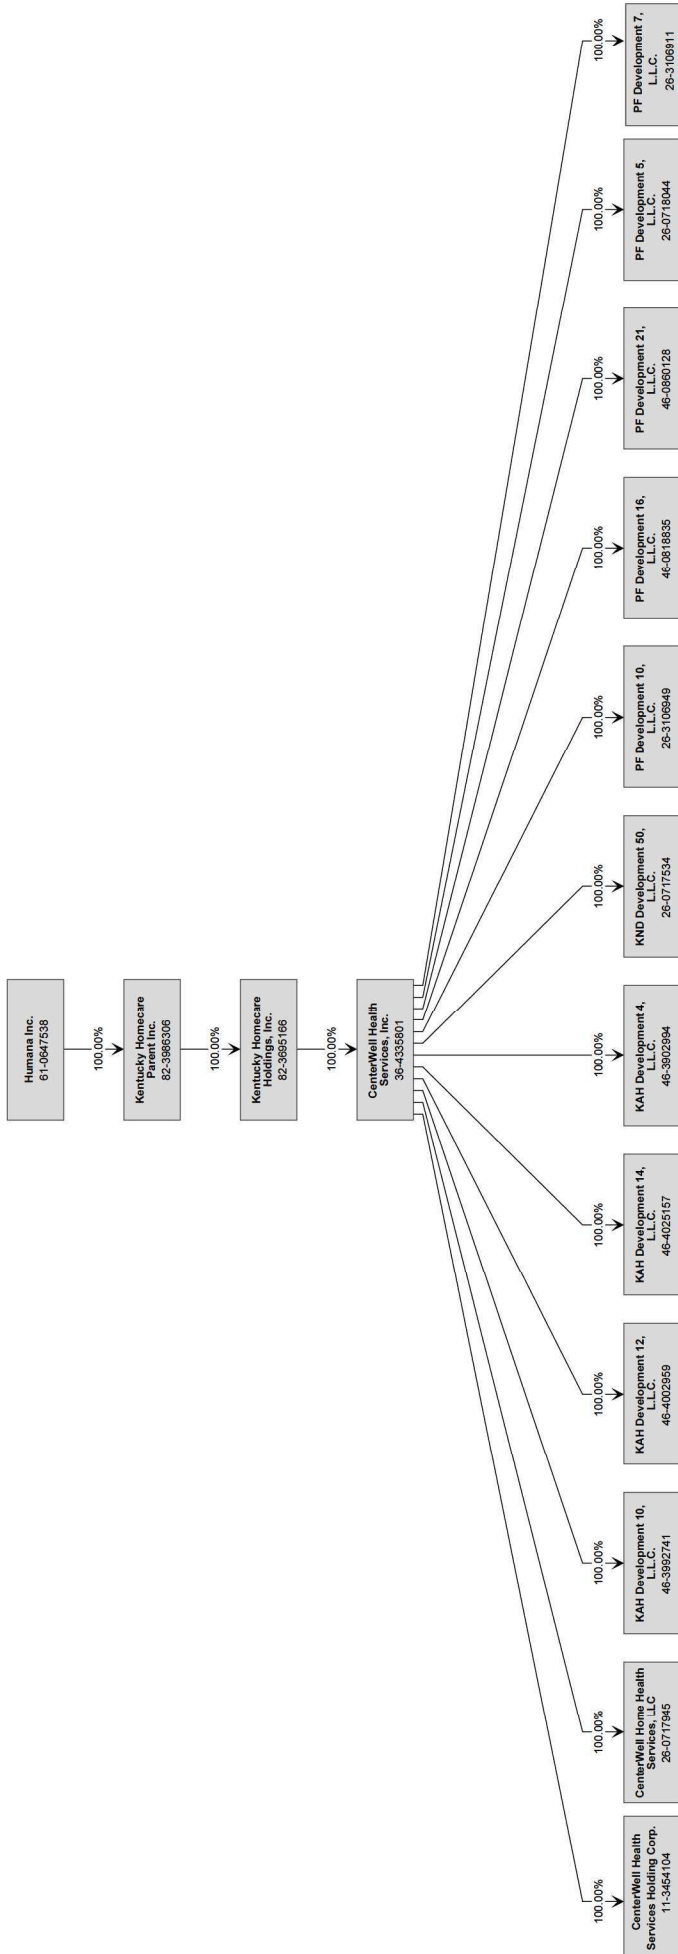 Humana Inc.
61-0647538
100.00%
Kentucky Homecare
Parent Inc.
82-3986306
100.00%
Kentucky Homecare
Holdings, Inc.
82-3695166
100.00%
CenterWell Health
Services, Inc.
36-4335801
100.00%
CenterWell Health
Services Holding Corp.
11-3454104
100.00%
CenterWell Home Health
Services, LLC
26-0717945
100.00%
KAH Development 10,
L.L.C.
46-3992741
100.00%
KAH Development 12,
L.L.C.
46-4002959
100.00%
KAH Development 14,
L.L.C.
46-4025157
100.00%
KAH Development 4,
L.L.C.
46-3902994
100.00%
KND Development 50,
L.L.C.
26-0717534
100.00%
PF Development 10,
L.L.C.
26-3106949
100.00%
PF Development 16,
L.L.C.
46-0818835
100.00%
PF Development 21,
L.L.C.
46-0860128
100.00%
PF Development 5,
L.L.C.
26-0718044
100.00%
PF Development 7,
L.L.C.
26-3106911